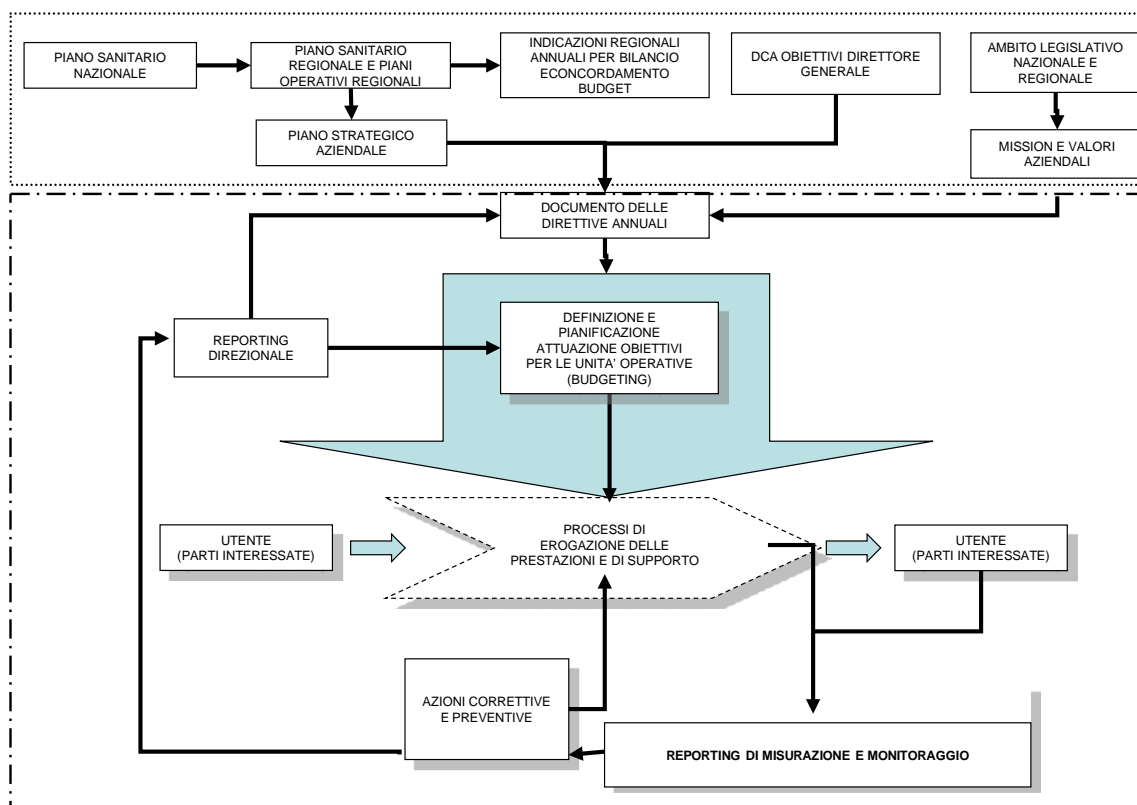 PIANO SANITARIO
NAZIONALE
PIANO SANITARIO
REGIONALE E PIANI
OPERATIVI REGIONALI
INDICAZIONI REGIONALI
ANNUALI PER BILANCIO
ECONCORDAMENTO
BUDGET
DCA OBIETTIVI DIRETTORE
GENERALE
AMBITO LEGISLATIVO
NAZIONALE E
REGIONALE
PIANO STRATEGICO
AZIENDALE
MISSION E VALORI
AZIENDALI
DOCUMENTO DELLE
DIRETTIVE ANNUALI
REPORTING
DIREZIONALE
DEFINIZIONE E
PIANIFICAZIONE
ATTUAZIONE OBIETTIVI
PER LE UNITA’ OPERATIVE
(BUDGETING)
UTENTE
(PARTI INTERESSATE)
PROCESSI DI
EROGAZIONE DELLE
PRESTAZIONI E DI SUPPORTO
UTENTE
(PARTI INTERESSATE)
AZIONI CORRETTIVE
E PREVENTIVE
REPORTING DI MISURAZIONE E MONITORAGGIO